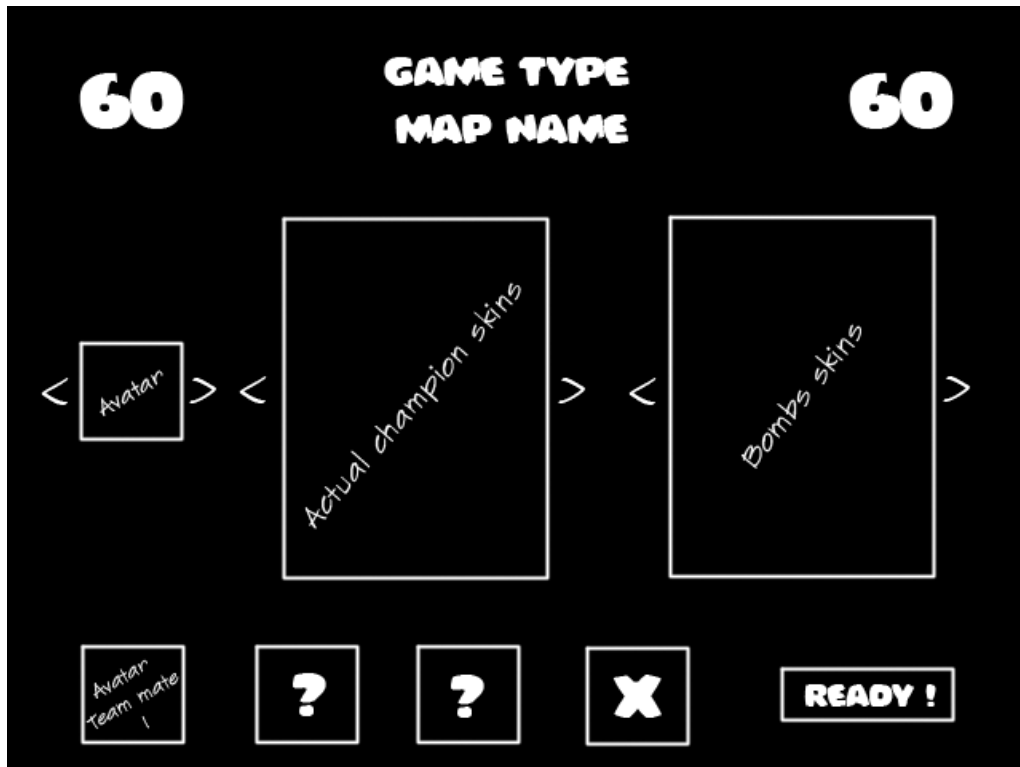 60
GAME TYPE
60
MAP NAME
< Avatar >
< Actual champion skins >
< Bombs skins >
Avatar
Team mate
1
?
?
X
READY !